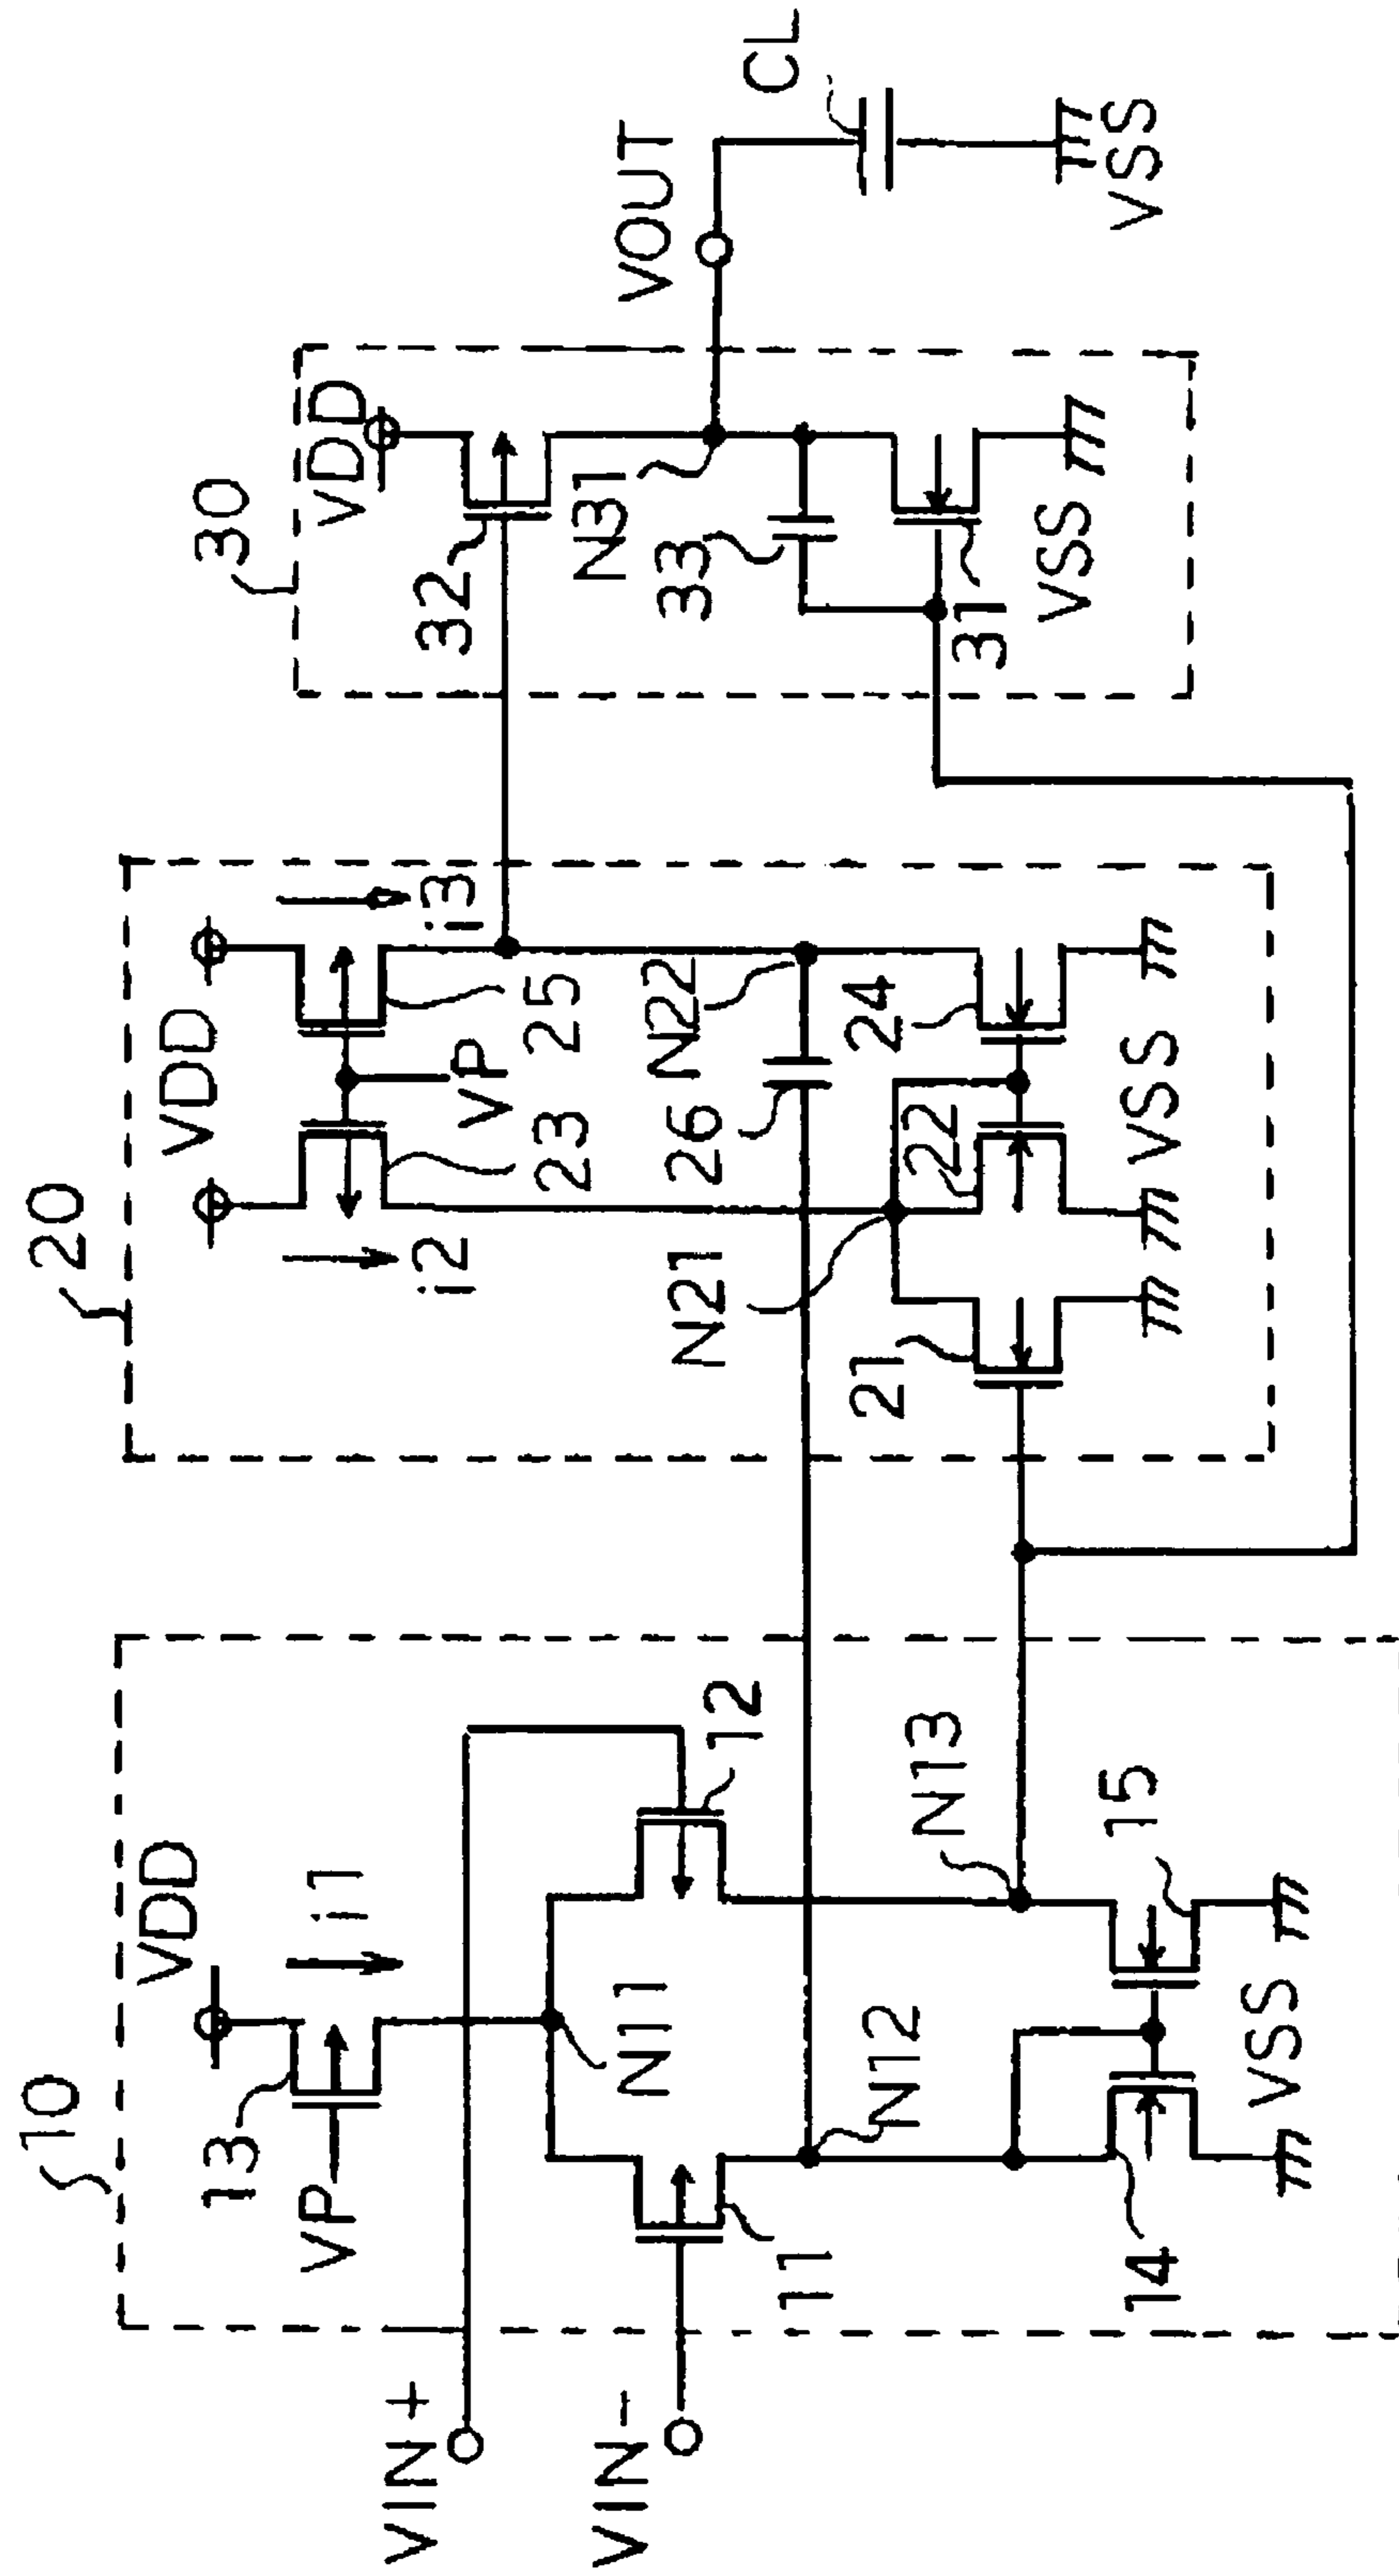 10
VDD
i1
13
VP
VIN+
VIN-
N11
11
12
N12
N13
14
15
VSS
20
VDD
i2
i3
23
VP
25
N21
26
N22
21
22
24
VSS
30
VDD
32
N31
33
31
VSS
VOUT
CL
VSS